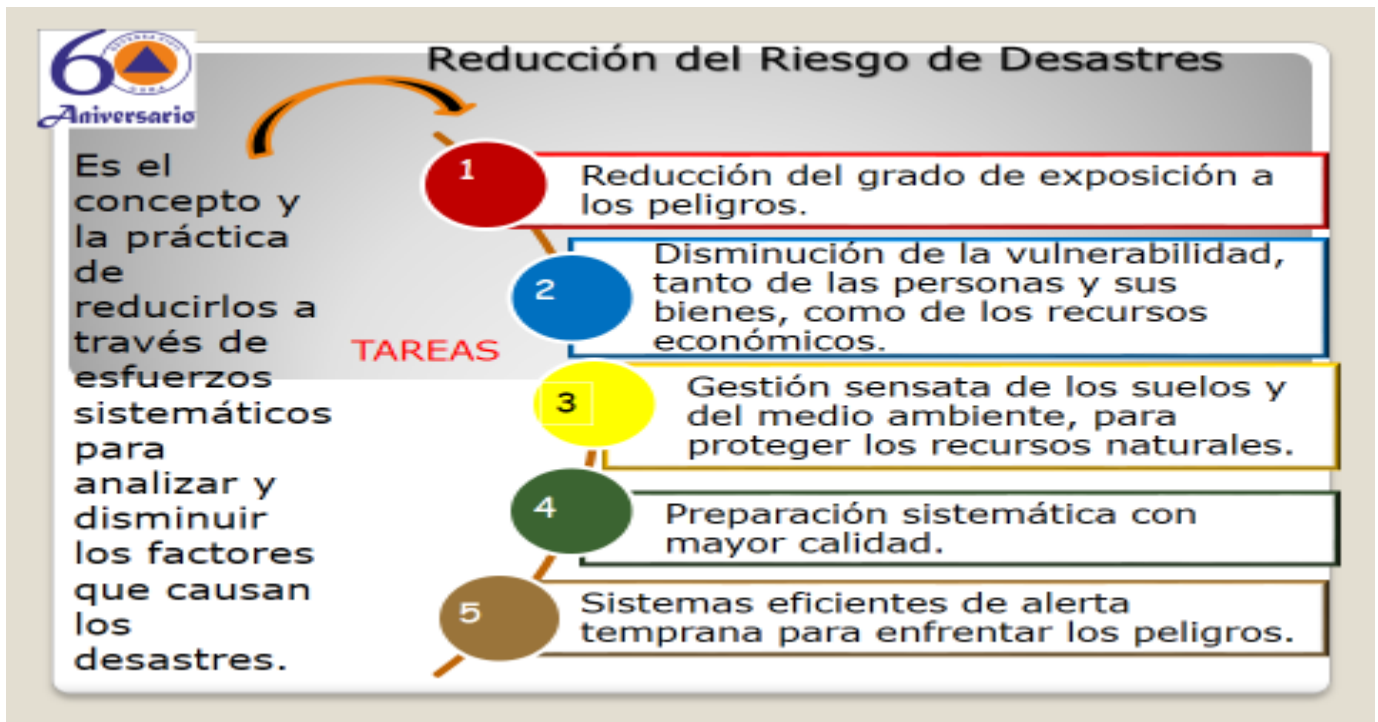 60
Aniversario
Reducción del Riesgo de Desastres
Es el
concepto y
la práctica
de
reducirlos a
través de
esfuerzos
sistemáticos
para
analizar y
disminuir
los factores
que causan
los
desastres.
TAREAS
1
Reducción del grado de exposición a
los peligros.
2
Disminución de la vulnerabilidad,
tanto de las personas y sus
bienes, como de los recursos
económicos.
3
Gestión sensata de los suelos y
del medio ambiente, para
proteger los recursos naturales.
4
Preparación sistemática con
mayor calidad.
5
Sistemas eficientes de alerta
temprana para enfrentar los peligros.